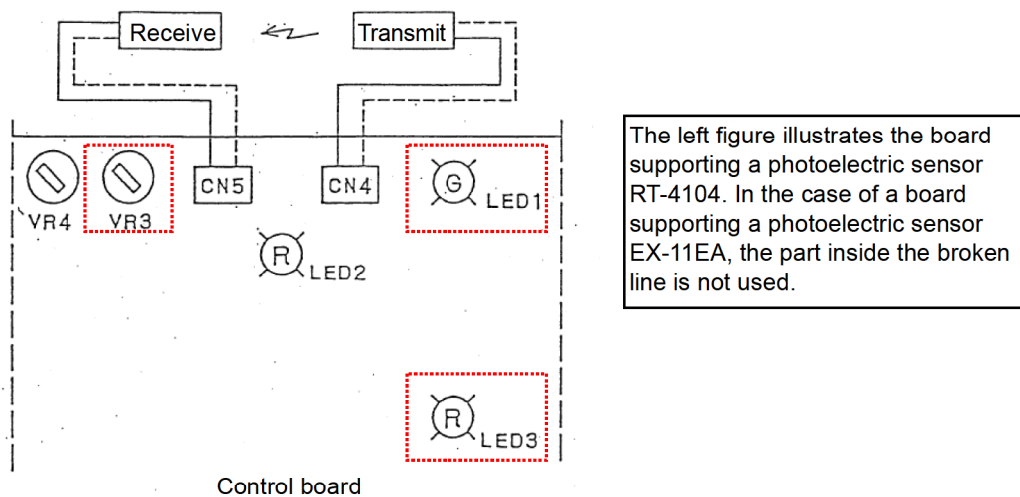 Receive
Transmit
The left figure illustrates the board
supporting a photoelectric sensor
RT-4104. In the case of a board
supporting a photoelectric sensor
EX-11EA, the part inside the broken
line is not used.
VR4
VR3
CN5
CN4
G
LED1
R
LED2
R
LED3
Control board